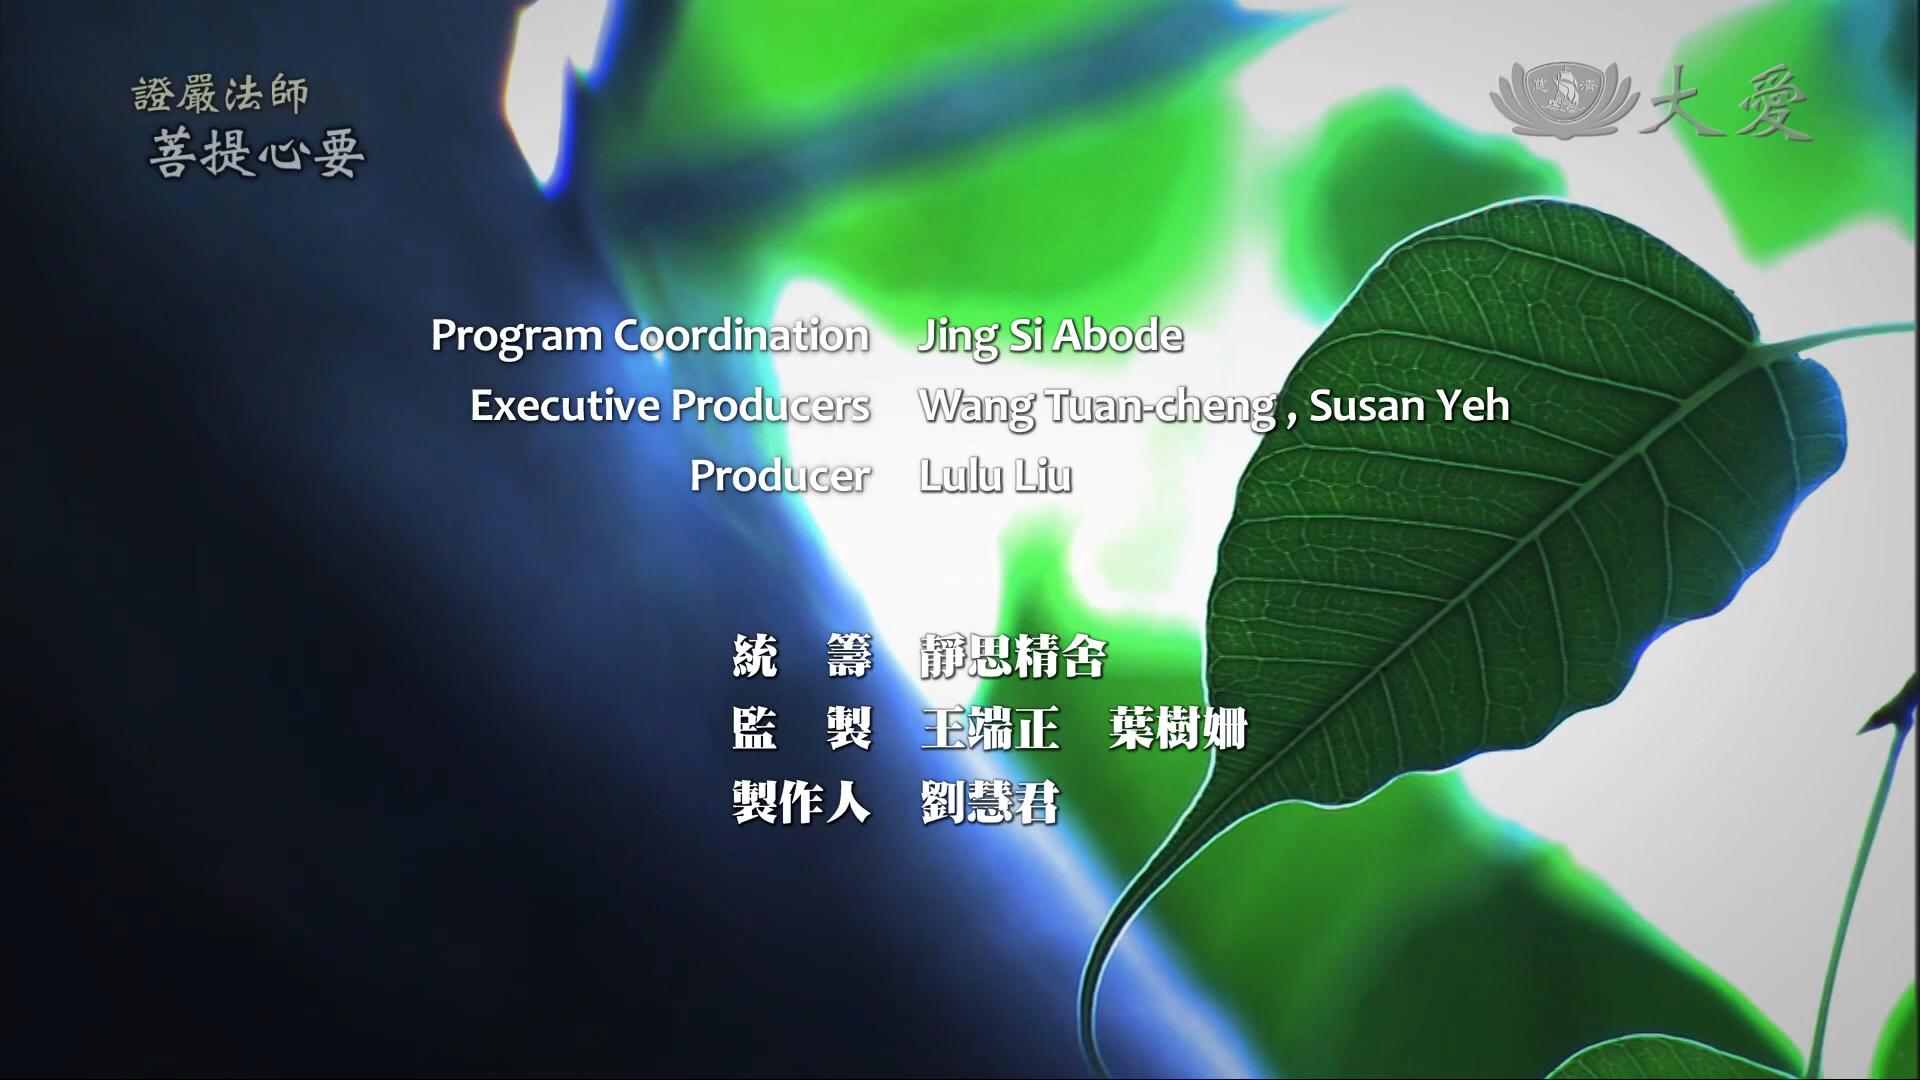 證嚴法師
菩提心要
慈濟
大愛
Program Coordination Jing Si Abode
Executive Producers Wang Tuan-cheng , Susan Yeh
Producer Lulu Liu
統 籌 靜思精舍
監 製 王端正 葉樹姍
製作人 劉慧君